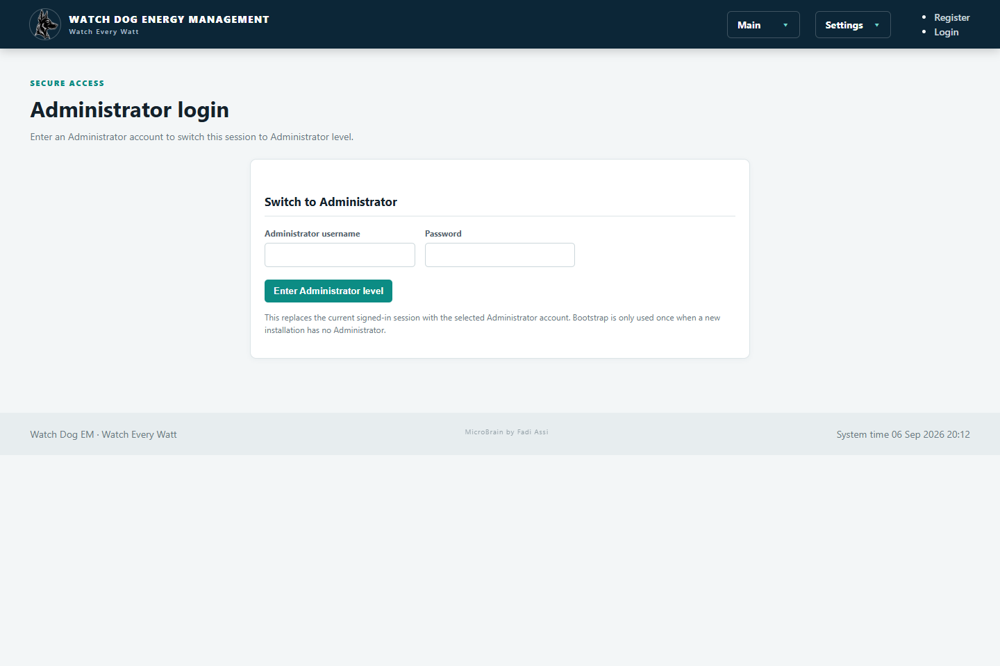 WATCH DOG ENERGY MANAGEMENT
Watch Every Watt
Main
Settings
Register
Login
SECURE ACCESS
Administrator login
Enter an Administrator account to switch this session to Administrator level.
Switch to Administrator
Administrator username
Password
Enter Administrator level
This replaces the current signed-in session with the selected Administrator account. Bootstrap is only used once when a new
installation has no Administrator.
Watch Dog EM · Watch Every Watt
MicroBrain by Fadi Assi
System time 06 Sep 2026 20:12